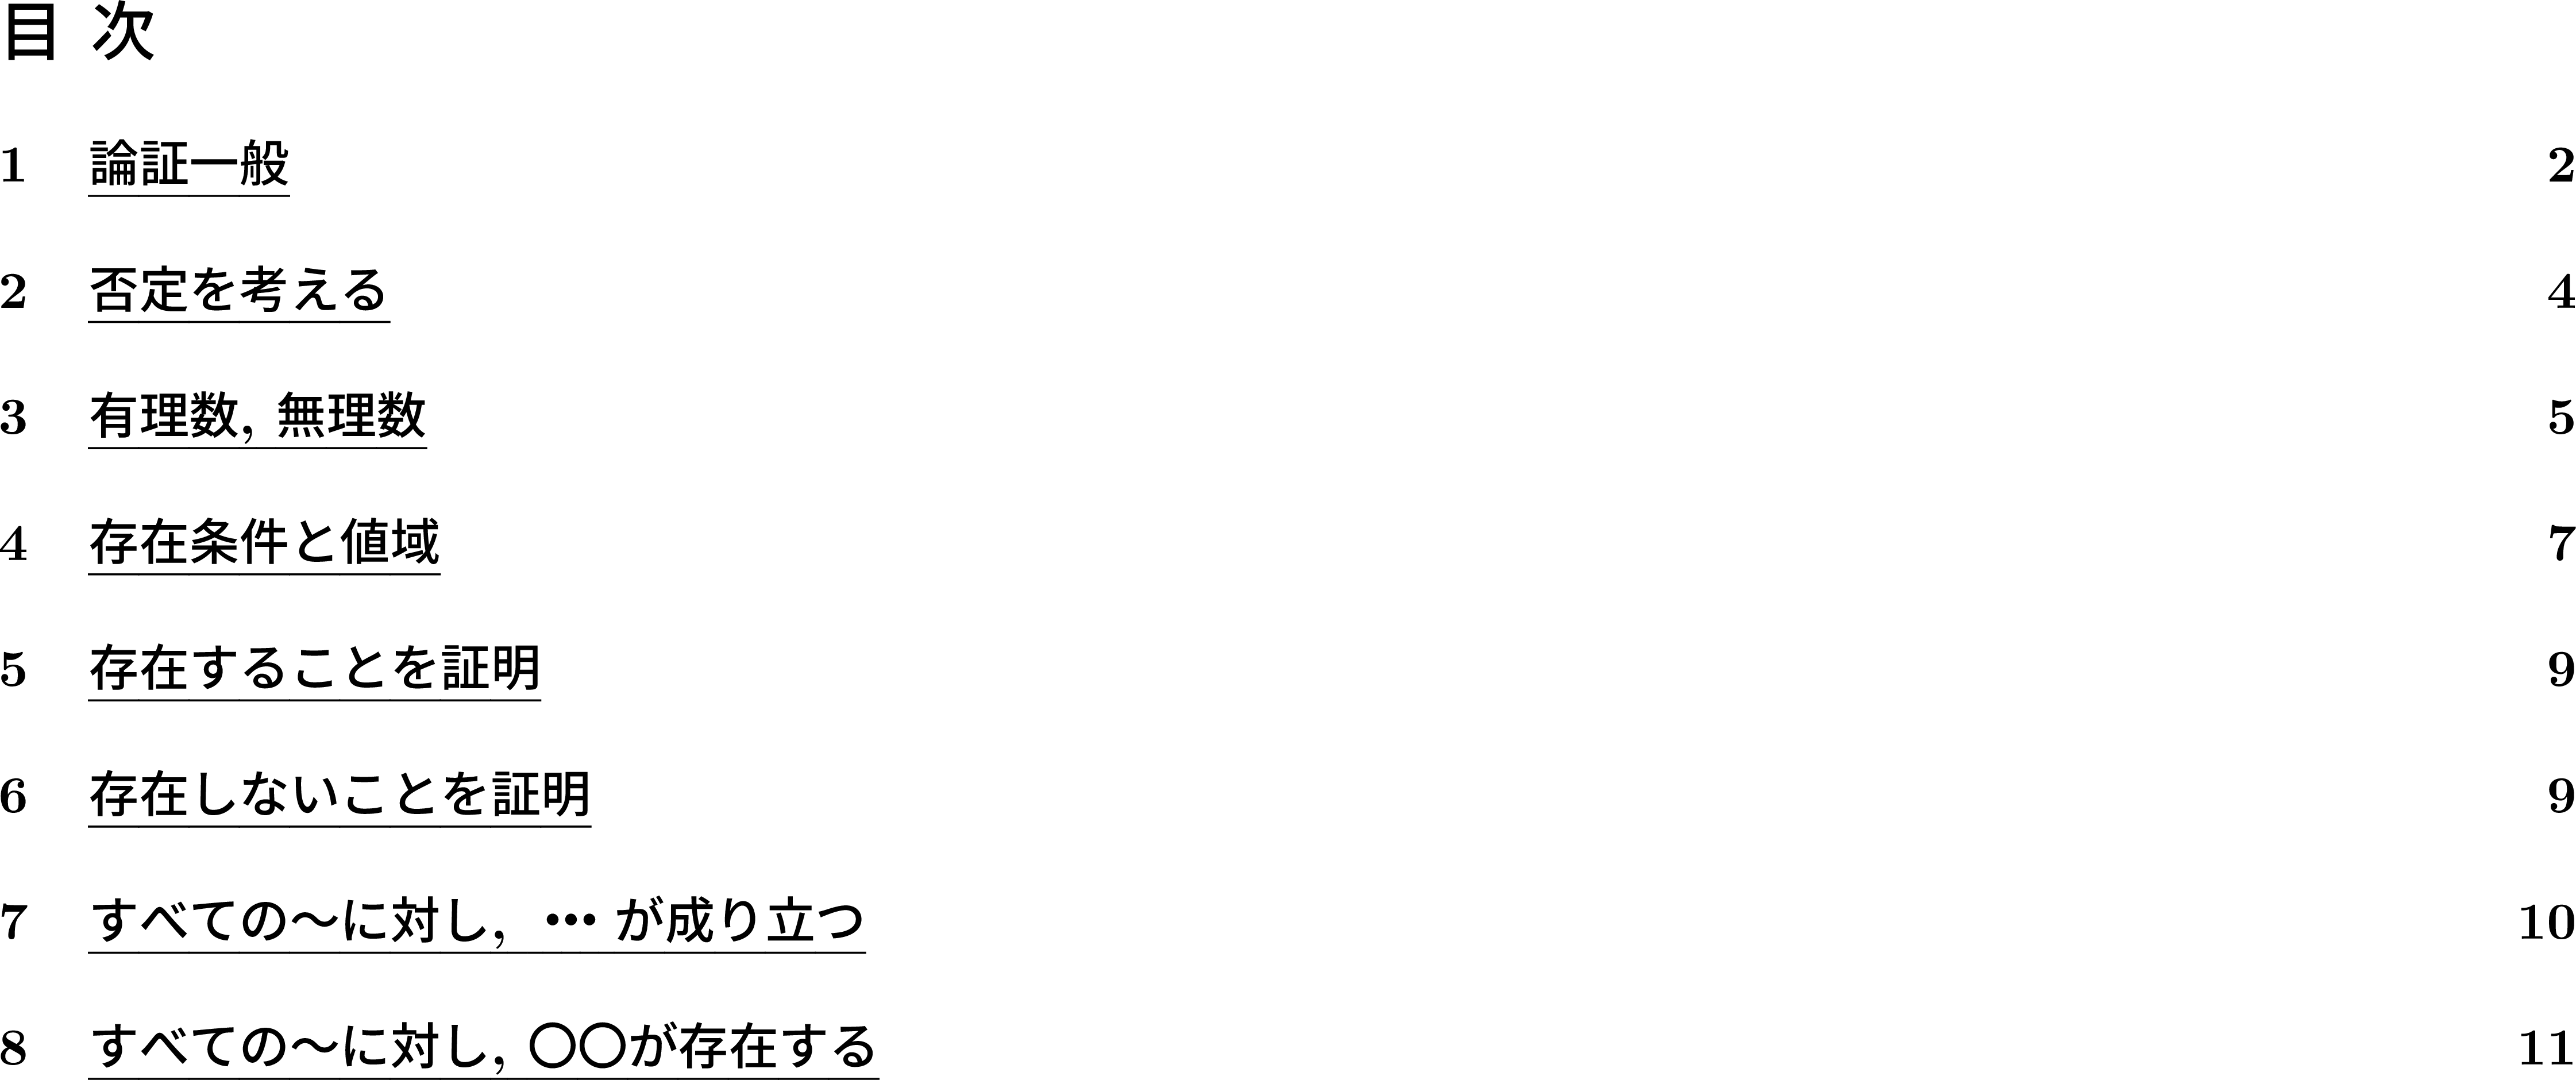 目 次
1 論証一般 2
2 否定を考える 4
3 有理数, 無理数 5
4 存在条件と値域 7
5 存在することを証明 9
6 存在しないことを証明 9
7 すべての〜に対し, ⋯ が成り立つ 10
8 すべての〜に対し, 〇〇が存在する 11